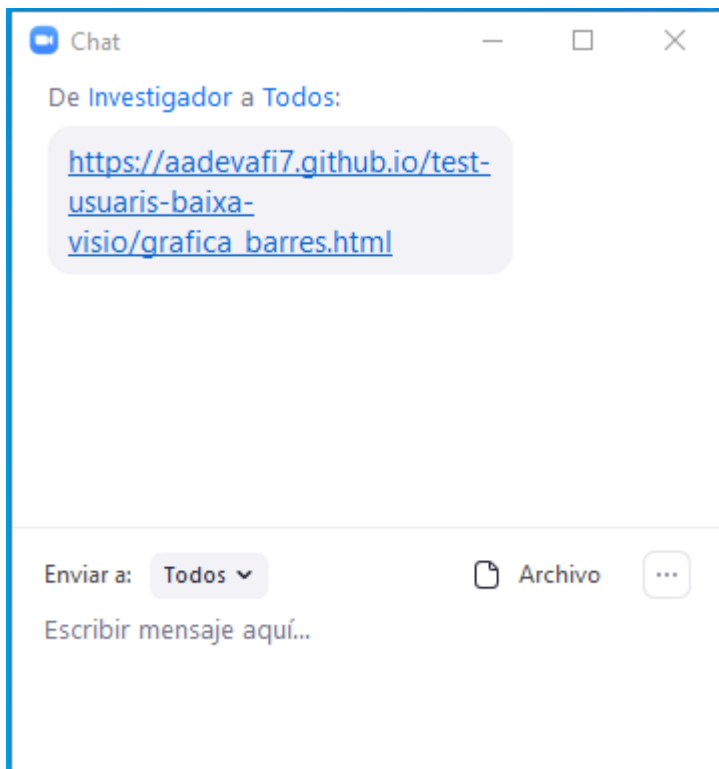 Chat
De Investigador a Todos:
https://aadevafi7.github.io/test-
usuaris-baixa-
visio/grafica_barres.html
Enviar a: Todos Archivo ...
Escribir mensaje aquí...